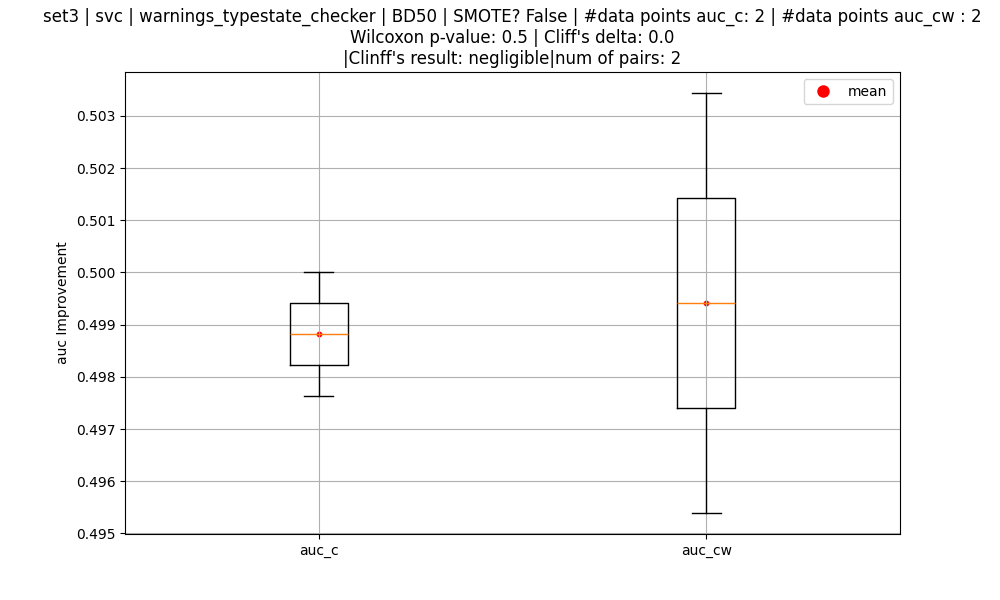 set3 | svc | warnings_typestate_checker | BD50 | SMOTE? False | #data points auc_c: 2 | #data points auc_cw : 2
Wilcoxon p-value: 0.5 | Cliff's delta: 0.0
|Clinff's result: negligible|num of pairs: 2
mean
0.503
0.502
0.501
0.500
0.499
0.498
0.497
0.496
0.495
auc Improvement
auc_c
auc_cw